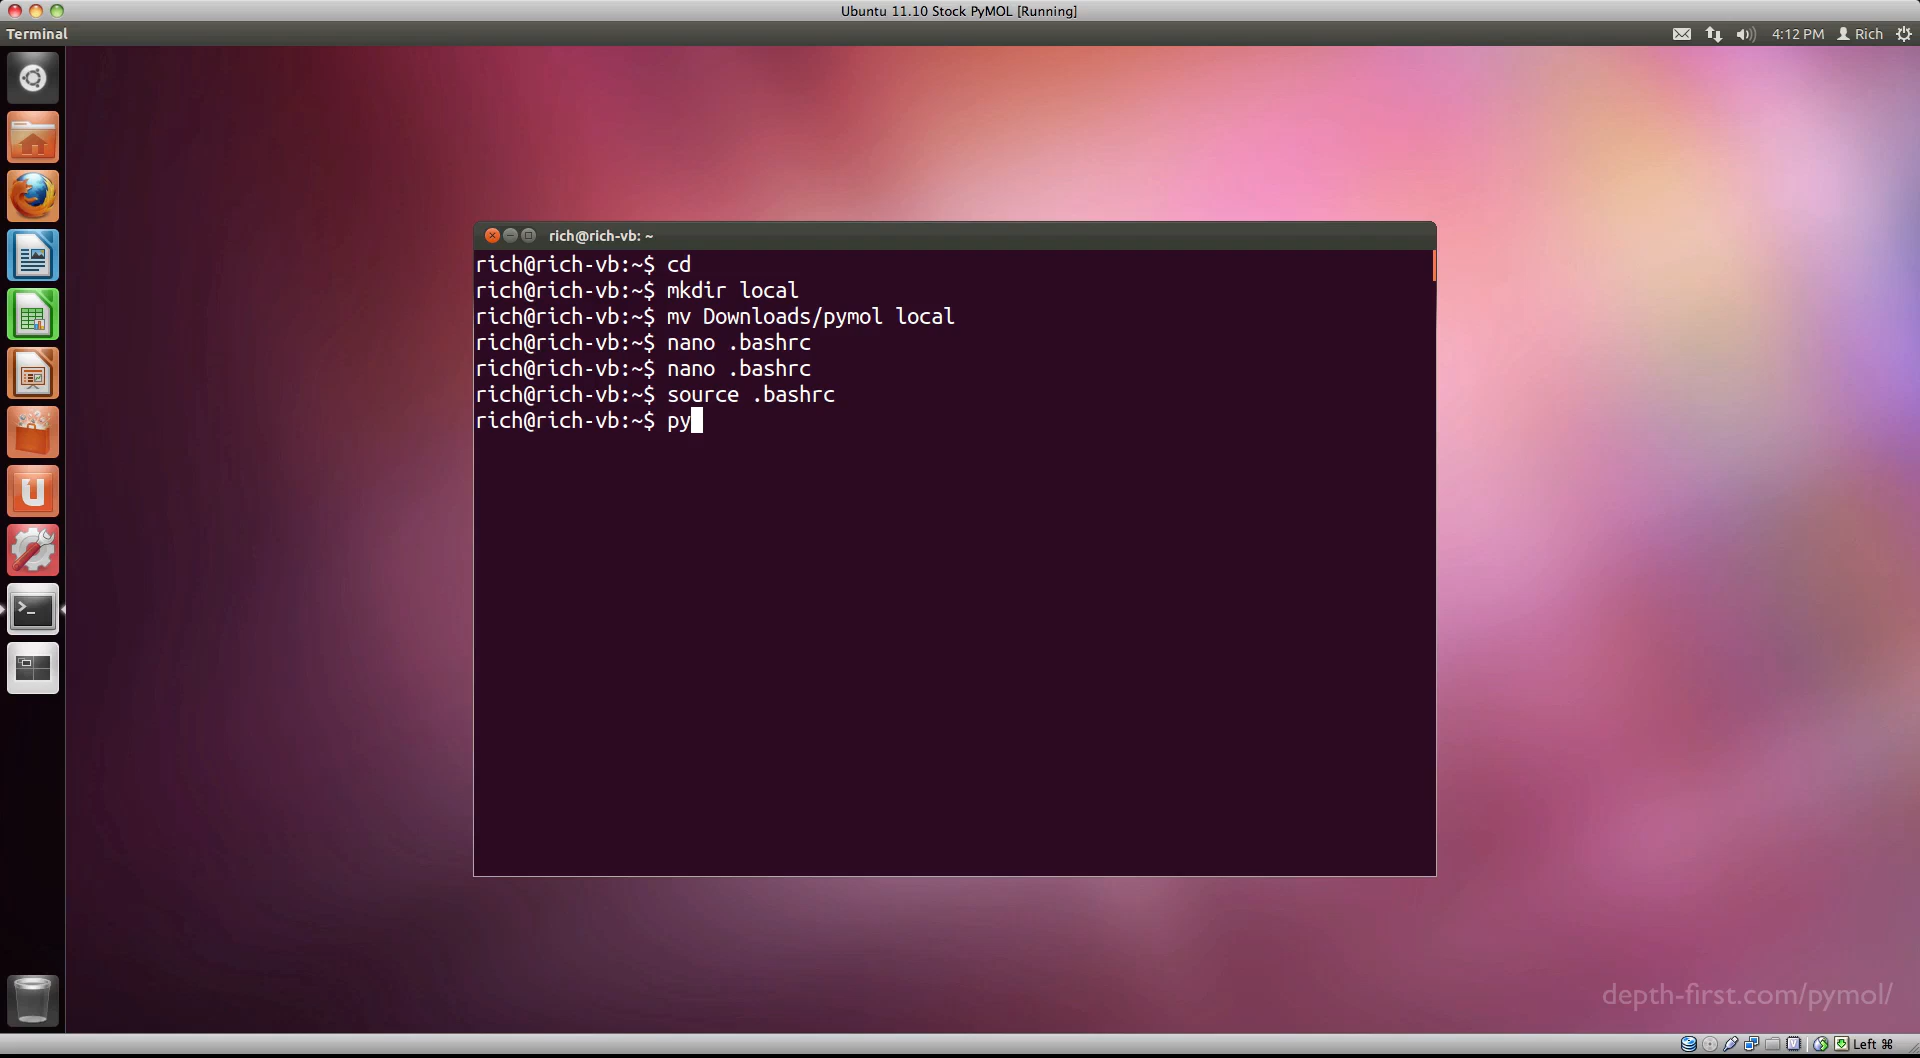 Ubuntu 11.10 Stock PyMOL [Running]
Terminal
4:12 PM
Rich
rich@rich-vb: ~
rich@rich-vb:~$ cd
rich@rich-vb:~$ mkdir local
rich@rich-vb:~$ mv Downloads/pymol local
rich@rich-vb:~$ nano .bashrc
rich@rich-vb:~$ nano .bashrc
rich@rich-vb:~$ source .bashrc
rich@rich-vb:~$ py
depth-first.com/pymol/
Left ⌘